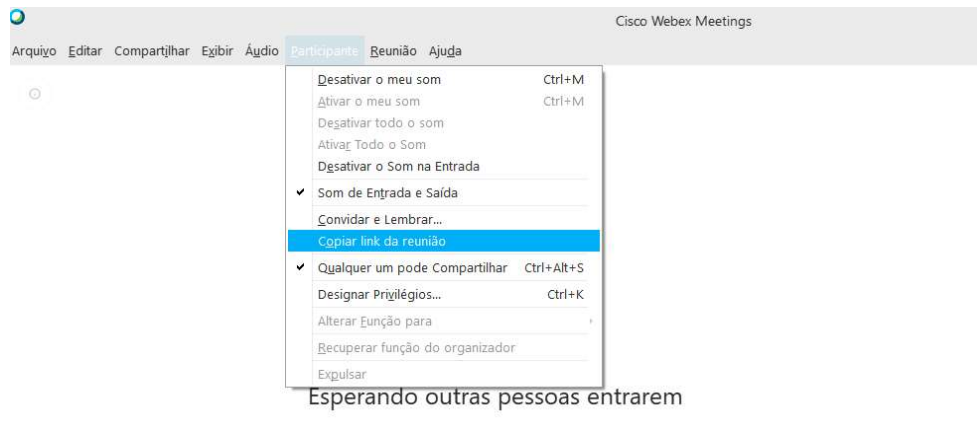 Cisco Webex Meetings
Arquivo Editar Compartilhar Exibir Áudio Participante Reunião Ajuda
Desativar o meu som Ctrl+M
Ativar o meu som Ctrl+M
Desativar todo o som
Ativar Todo o Som
Desativar o Som na Entrada
Som de Entrada e Saída
Convidar e Lembrar...
Copiar link da reunião
Qualquer um pode Compartilhar Ctrl+Alt+S
Designar Privilégios... Ctrl+K
Alterar Função para
Recuperar função do organizador
Expulsar
Esperando outras pessoas entrarem